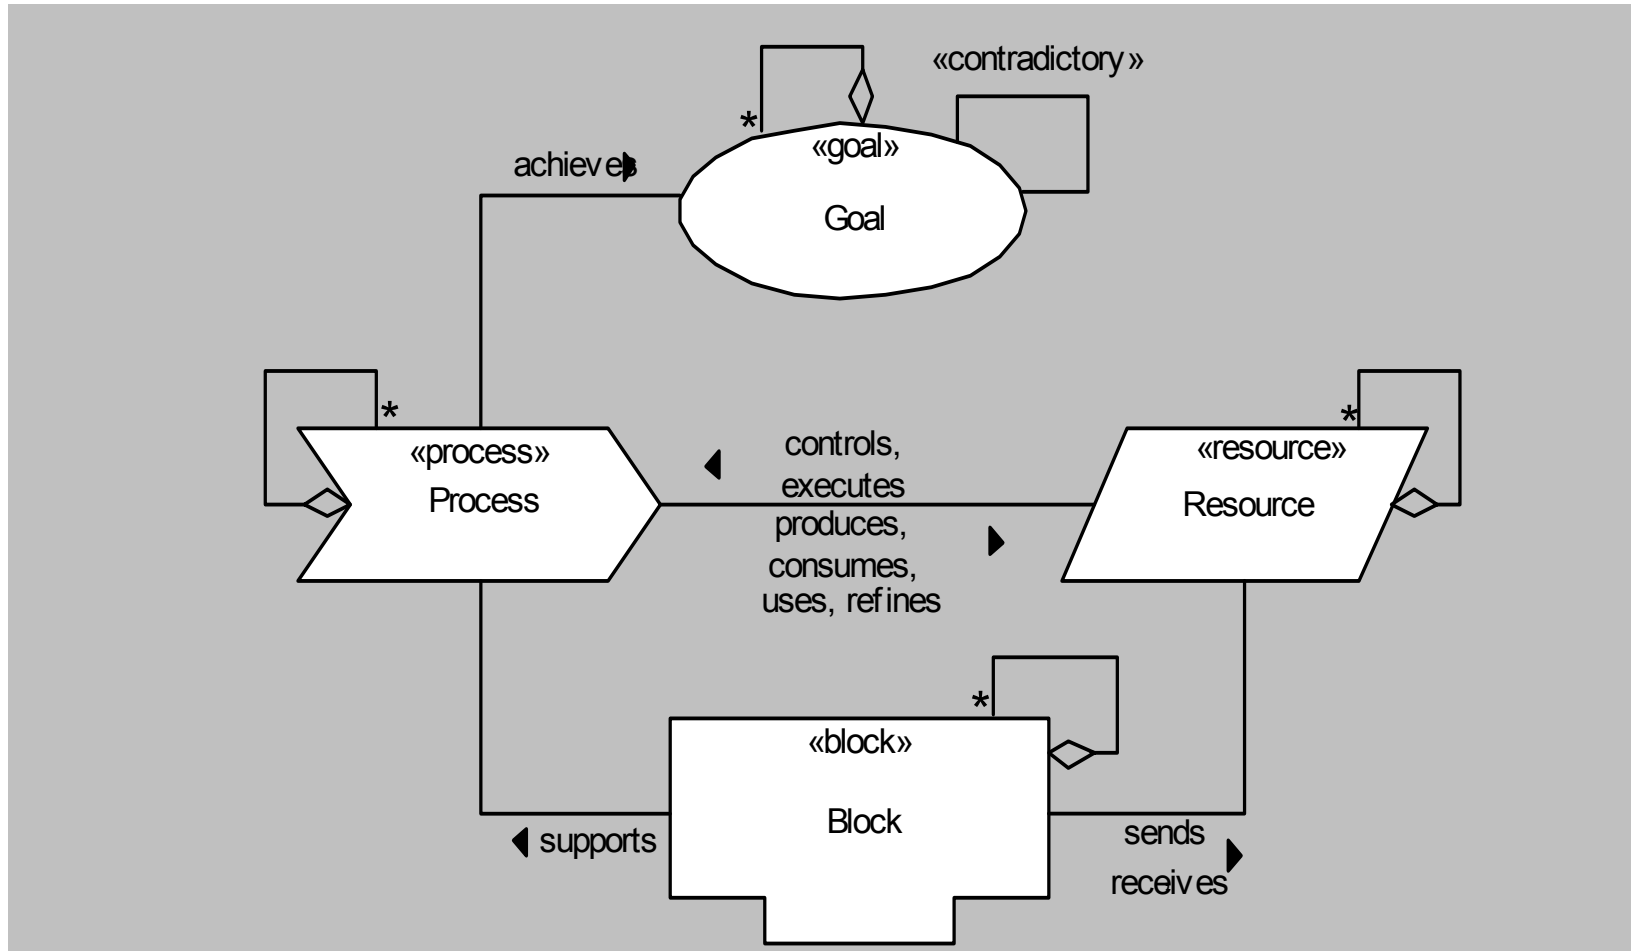 «contradictory»
*
«goal»
achieves
Goal
*
*
«process»
Process
controls,
executes
produces,
consumes,
uses, refines
«resource»
Resource
*
«block»
Block
supports
sends
receives